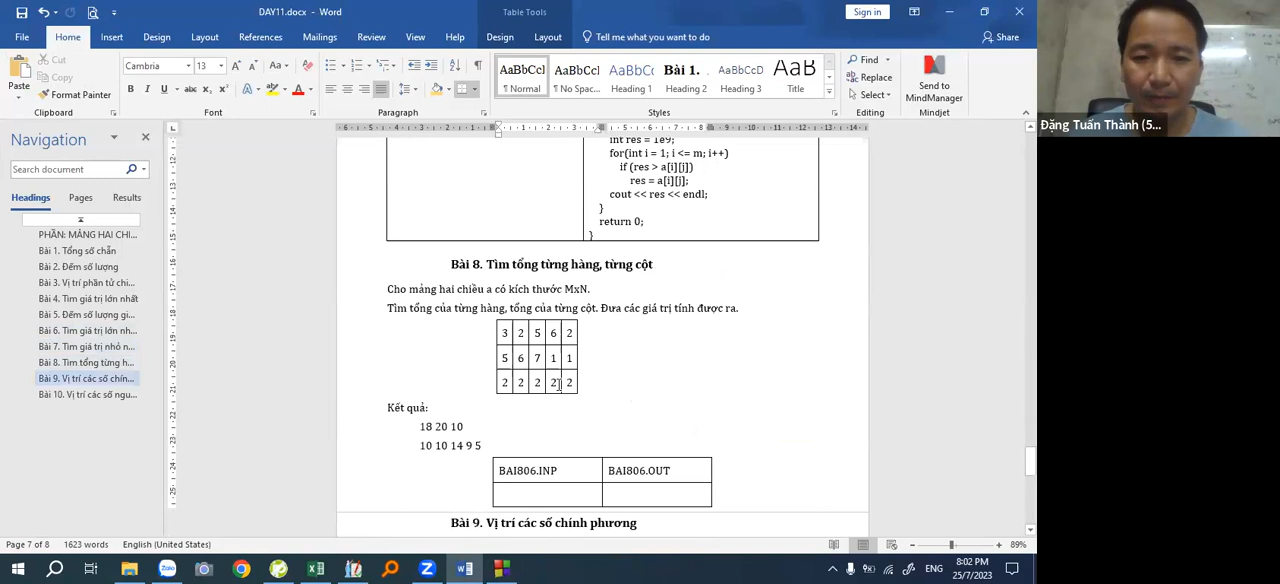 DAY11.docx - Word
Table Tools
Sign in
File Home Insert Design Layout References Mailings Review View Help Design Layout Tell me what you want to do Share
Paste
Cut
Copy
Format Painter
Clipboard
Cambria 13
Font
Paragraph
AaBbCcl AaBbCcl AaBbCcl Bài 1. AaBbCcD AaB
¶ Normal ¶ No Spac... Heading 1 Heading 2 Heading 3 Title
Styles
Find
Replace
Select
Editing
Send to
MindManager
Mindjet
Đặng Tuấn Thành (5...
Navigation
Search document
Headings Pages Results
PHẦN: MẢNG HAI CHI...
Bài 1. Tổng số chẵn
Bài 2. Đếm số lượng
Bài 3. Vị trí phần tử chi...
Bài 4. Tìm giá trị lớn nhất
Bài 5. Đếm số lượng gi...
Bài 6. Tìm giá trị lớn nh...
Bài 7. Tìm giá trị nhỏ n...
Bài 8. Tìm tổng từng h...
Bài 9. Vị trí các số chín...
Bài 10. Vị trí các số ngu...
int res = 1e9;
for(int i = 1; i <= m; i++)
if (res > a[i][j])
res = a[i][j];
cout << res << endl;
}
return 0;
}
Bài 8. Tìm tổng từng hàng, từng cột
Cho mảng hai chiều a có kích thước MxN.
Tìm tổng của từng hàng, tổng của từng cột. Đưa các giá trị tính được ra.
3 2 5 6 2
5 6 7 1 1
2 2 2 2 2
Kết quả:
18 20 10
10 10 14 9 5
BAI806.INP BAI806.OUT
Bài 9. Vị trí các số chính phương
Page 7 of 8 1623 words English (United States) 89%
ENG
8:02 PM
25/7/2023